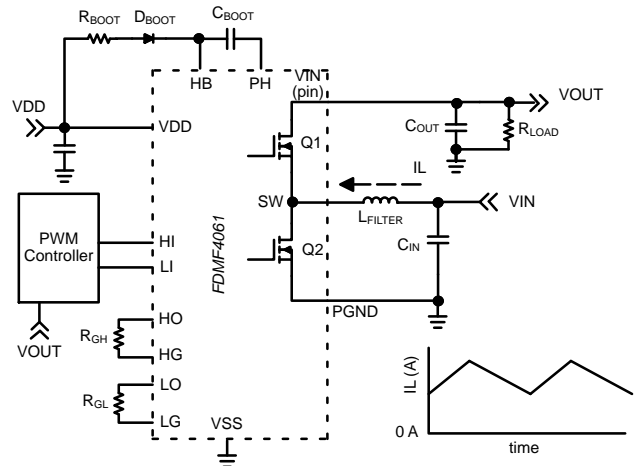 RBOOT DBOOT CBOOT
HB PH VIN
(pin)
VOUT
VDD
VDD
COUT
RLOAD
Q1
IL
SW
LFILTER
VIN
PWM
Controller
HI
LI
FDMF4061
Q2
CIN
PGND
VOUT
RGH
HO
HG
RGL
LO
LG
VSS
IL (A)
0 A
time